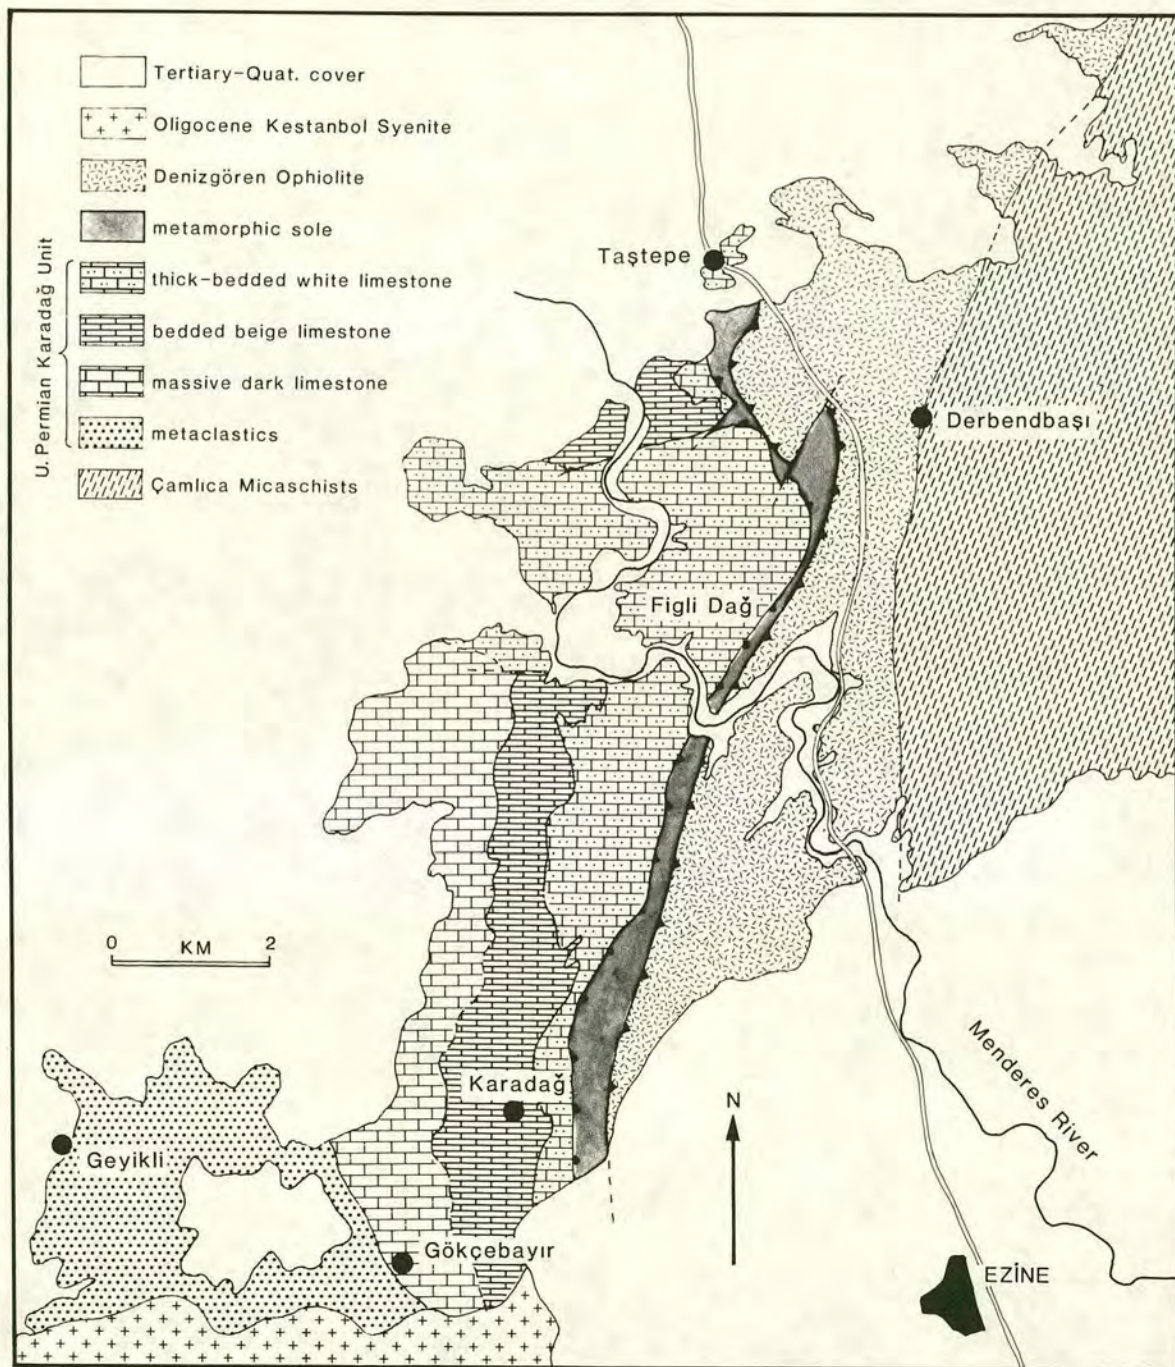 Tertiary-Quat. cover
Oligocene Kestanbol Syenite
Denizgören Ophiolite
metamorphic sole
U. Permian Karadağ Unit
thick-bedded white limestone
bedded beige limestone
massive dark limestone
metaclastics
Çamlıca Micaschists
Taştepe
Derbendbaşı
Figli Dağ
0 KM 2
Karadağ
N
Menderes River
Geyikli
Gökçebayır
EZİNE